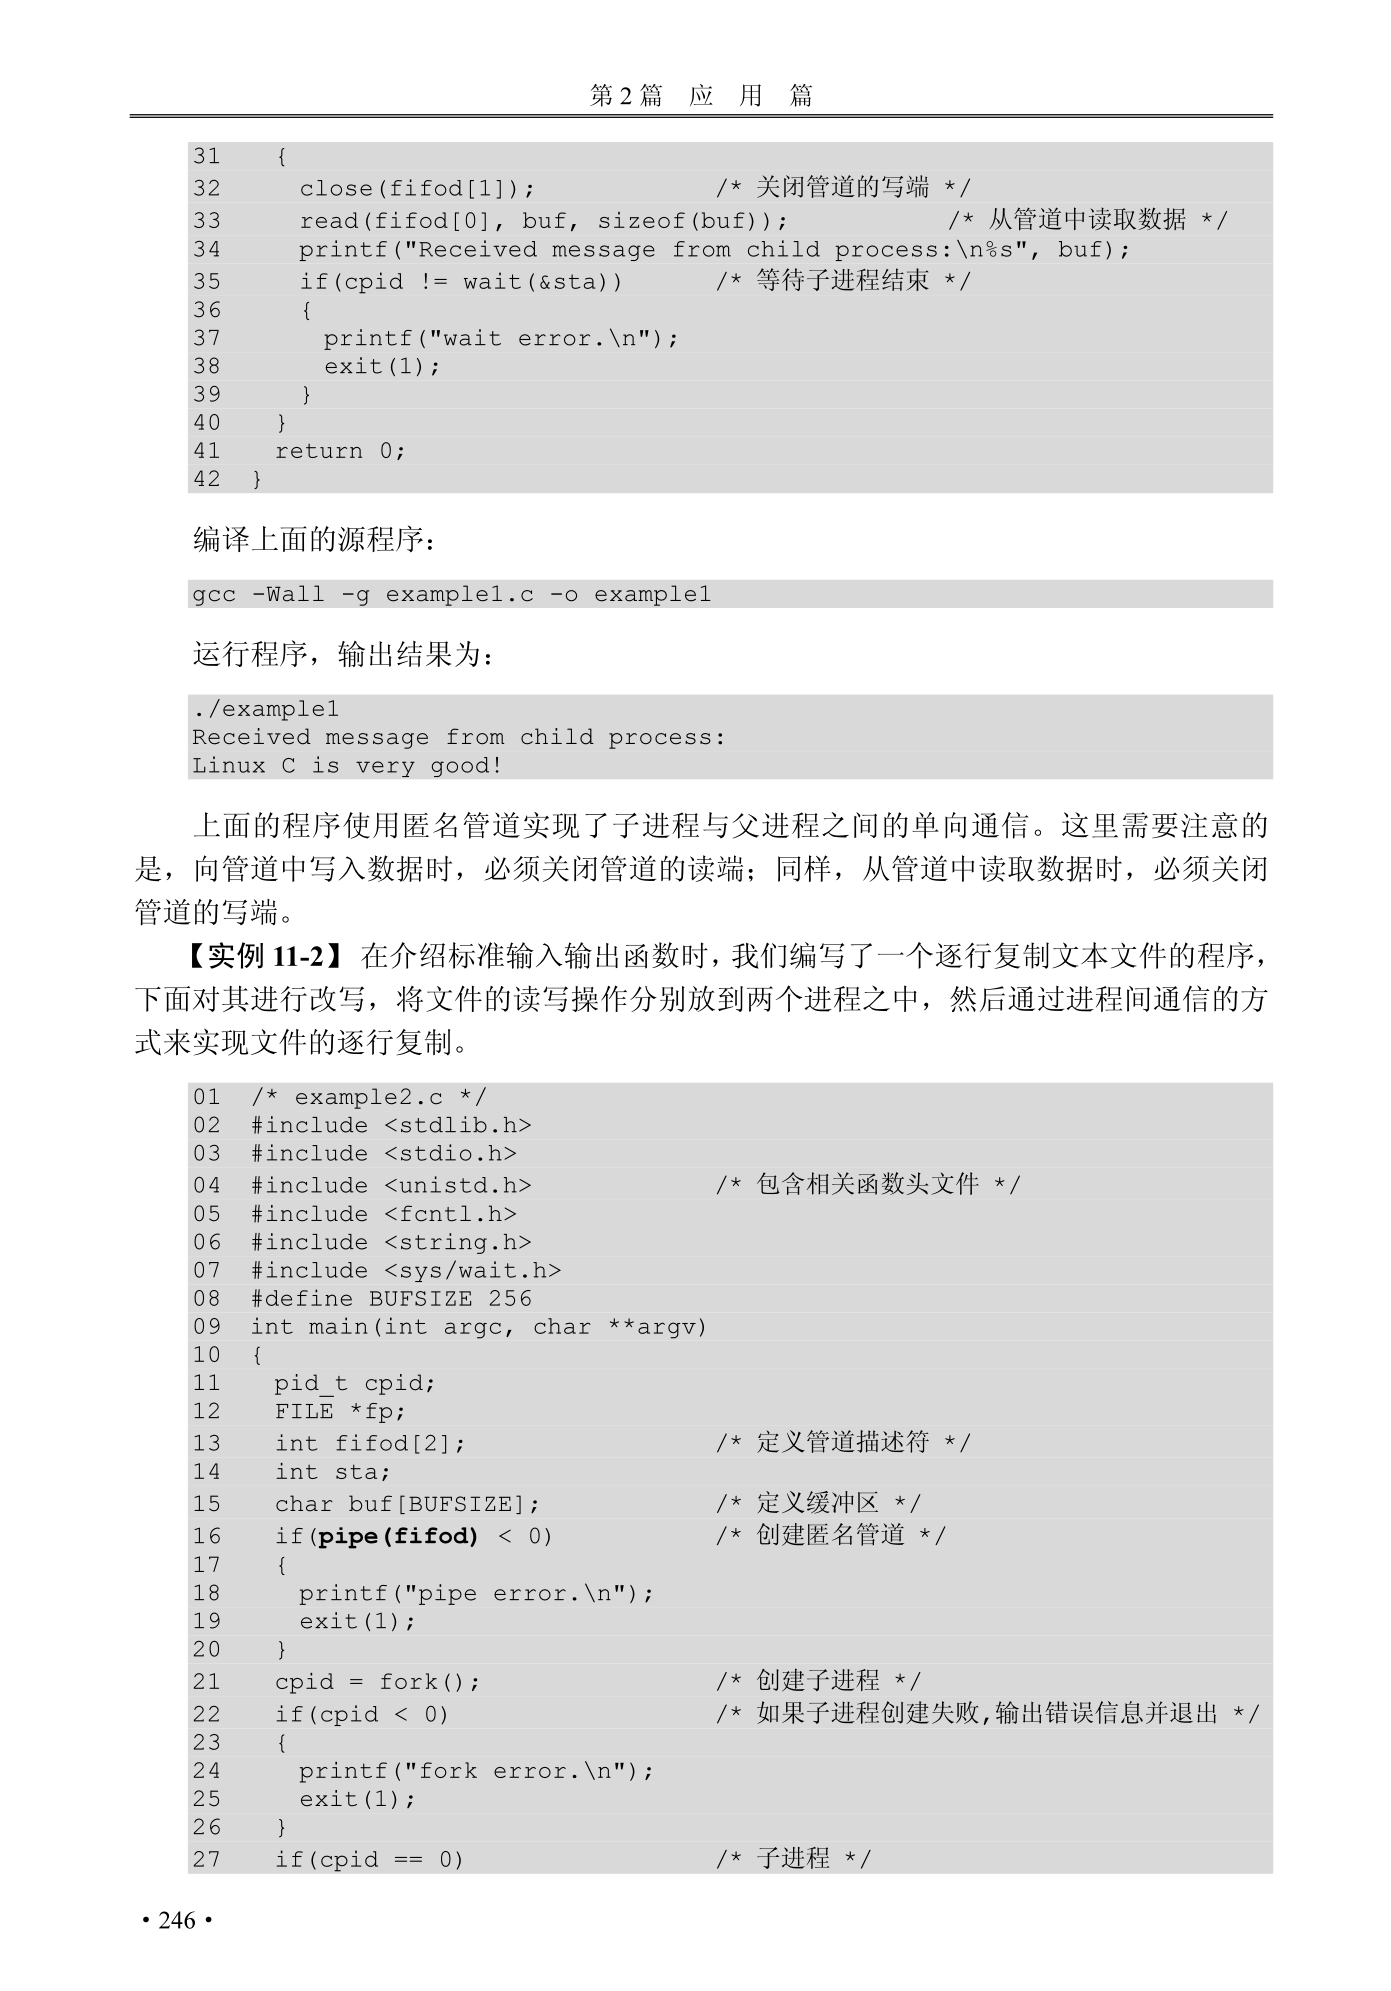 第 2 篇 应 用 篇
31 {
32 close(fifod[1]); /* 关闭管道的写端 */
33 read(fifod[0], buf, sizeof(buf)); /* 从管道中读取数据 */
34 printf("Received message from child process:\n%s", buf);
35 if(cpid != wait(&sta)) /* 等待子进程结束 */
36 {
37 printf("wait error.\n");
38 exit(1);
39 }
40 }
41 return 0;
42 }
编译上面的源程序：
gcc -Wall -g example1.c -o example1
运行程序，输出结果为：
./example1
Received message from child process:
Linux C is very good!
上面的程序使用匿名管道实现了子进程与父进程之间的单向通信。这里需要注意的
是，向管道中写入数据时，必须关闭管道的读端；同样，从管道中读取数据时，必须关闭
管道的写端。
【实例 11-2】 在介绍标准输入输出函数时，我们编写了一个逐行复制文本文件的程序，
下面对其进行改写，将文件的读写操作分别放到两个进程之中，然后通过进程间通信的方
式来实现文件的逐行复制。
01 /* example2.c */
02 #include <stdlib.h>
03 #include <stdio.h>
04 #include <unistd.h> /* 包含相关函数头文件 */
05 #include <fcntl.h>
06 #include <string.h>
07 #include <sys/wait.h>
08 #define BUFSIZE 256
09 int main(int argc, char **argv)
10 {
11 pid_t cpid;
12 FILE *fp;
13 int fifod[2]; /* 定义管道描述符 */
14 int sta;
15 char buf[BUFSIZE]; /* 定义缓冲区 */
16 if(pipe(fifod) < 0) /* 创建匿名管道 */
17 {
18 printf("pipe error.\n");
19 exit(1);
20 }
21 cpid = fork(); /* 创建子进程 */
22 if(cpid < 0) /* 如果子进程创建失败,输出错误信息并退出 */
23 {
24 printf("fork error.\n");
25 exit(1);
26 }
27 if(cpid == 0) /* 子进程 */
· 246 ·